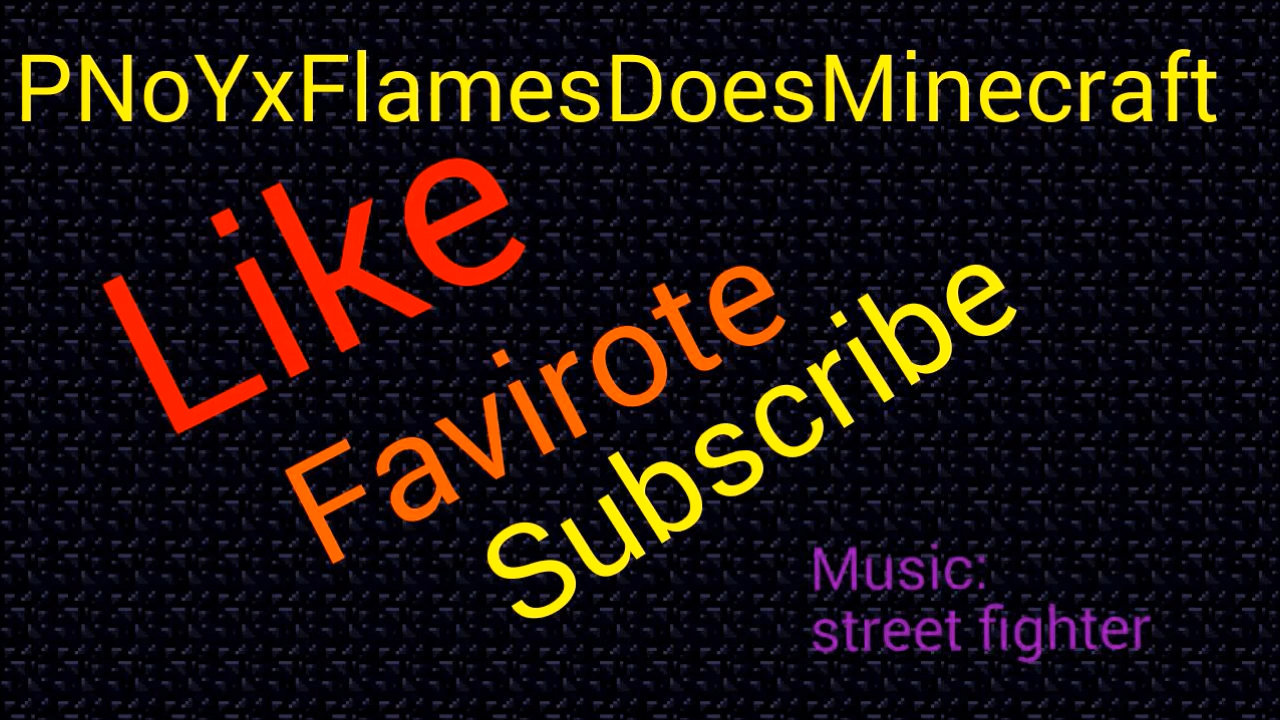 PNoYxFlamesDoesMinecraft
Like
Favirote
Subscribe
Music:
street fighter